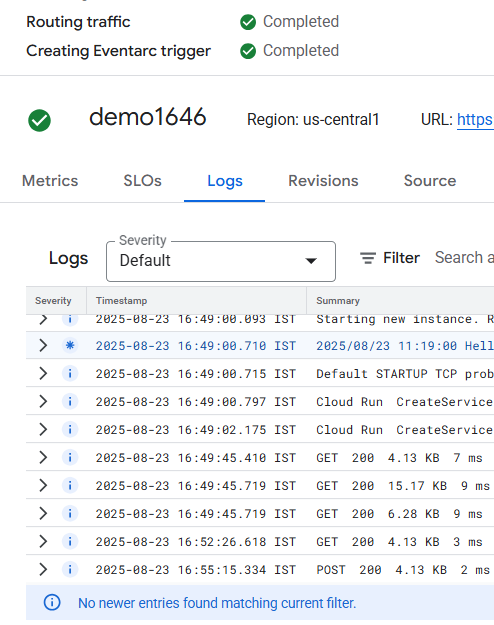 Routing traffic Completed
Creating Eventarc trigger Completed
demo1646 Region: us-central1 URL: https
Metrics SLOs Logs Revisions Source
Logs Severity Default Filter Search a
Severity Timestamp Summary
2025-08-23 16:49:00.093 IST Starting new instance. R
2025-08-23 16:49:00.710 IST 2025/08/23 11:19:00 Hell
2025-08-23 16:49:00.715 IST Default STARTUP TCP prob
2025-08-23 16:49:00.797 IST Cloud Run CreateService
2025-08-23 16:49:02.175 IST Cloud Run CreateService
2025-08-23 16:49:45.410 IST GET 200 4.13 KB 7 ms
2025-08-23 16:49:45.719 IST GET 200 15.17 KB 9 ms
2025-08-23 16:49:45.719 IST GET 200 6.28 KB 9 ms
2025-08-23 16:52:26.618 IST GET 200 4.13 KB 3 ms
2025-08-23 16:55:15.334 IST POST 200 4.13 KB 2 ms
No newer entries found matching current filter.